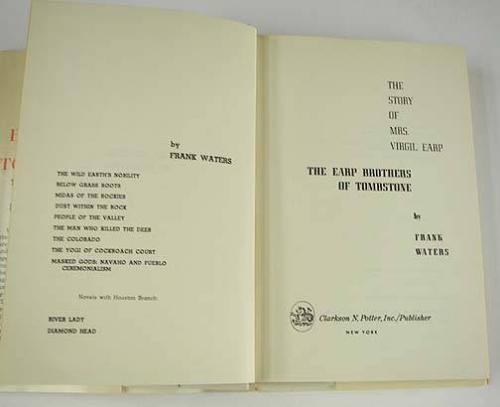 by
FRANK WATERS
THE WILD EARTH'S NOBILITY
BELOW GRASS ROOTS
MIDAS OF THE ROCKIES
DUST WITHIN THE ROCK
PEOPLE OF THE VALLEY
THE MAN WHO KILLED THE DEER
THE COLORADO
THE YOGI OF COCKROACH COURT
MASKED GODS: NAVAHO AND PUEBLO
CEREMONIALISM
Novels with Houston Branch:
RIVER LADY
DIAMOND HEAD
THE
STORY
OF
MRS.
VIRGIL EARP
THE EARP BROTHERS
OF TOMBSTONE
by
FRANK
WATERS
Clarkson N. Potter, Inc./Publisher
NEW YORK